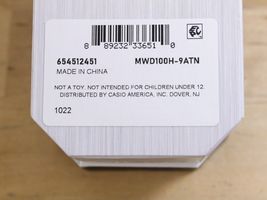 8 89232 33651 0
654512451 MWD100H-9ATN
MADE IN CHINA
NOT A TOY. NOT INTENDED FOR CHILDREN UNDER 12.
DISTRIBUTED BY CASIO AMERICA, INC. DOVER, NJ
1022